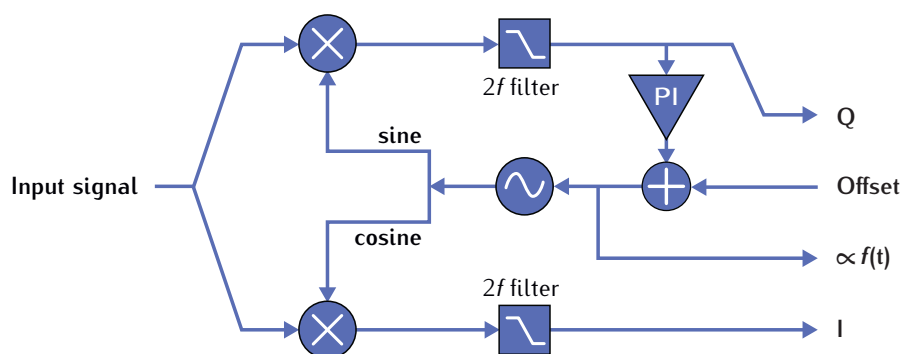 2f filter
PI
Q
sine
Input signal
Offset
cosine
∝ f(t)
2f filter
I